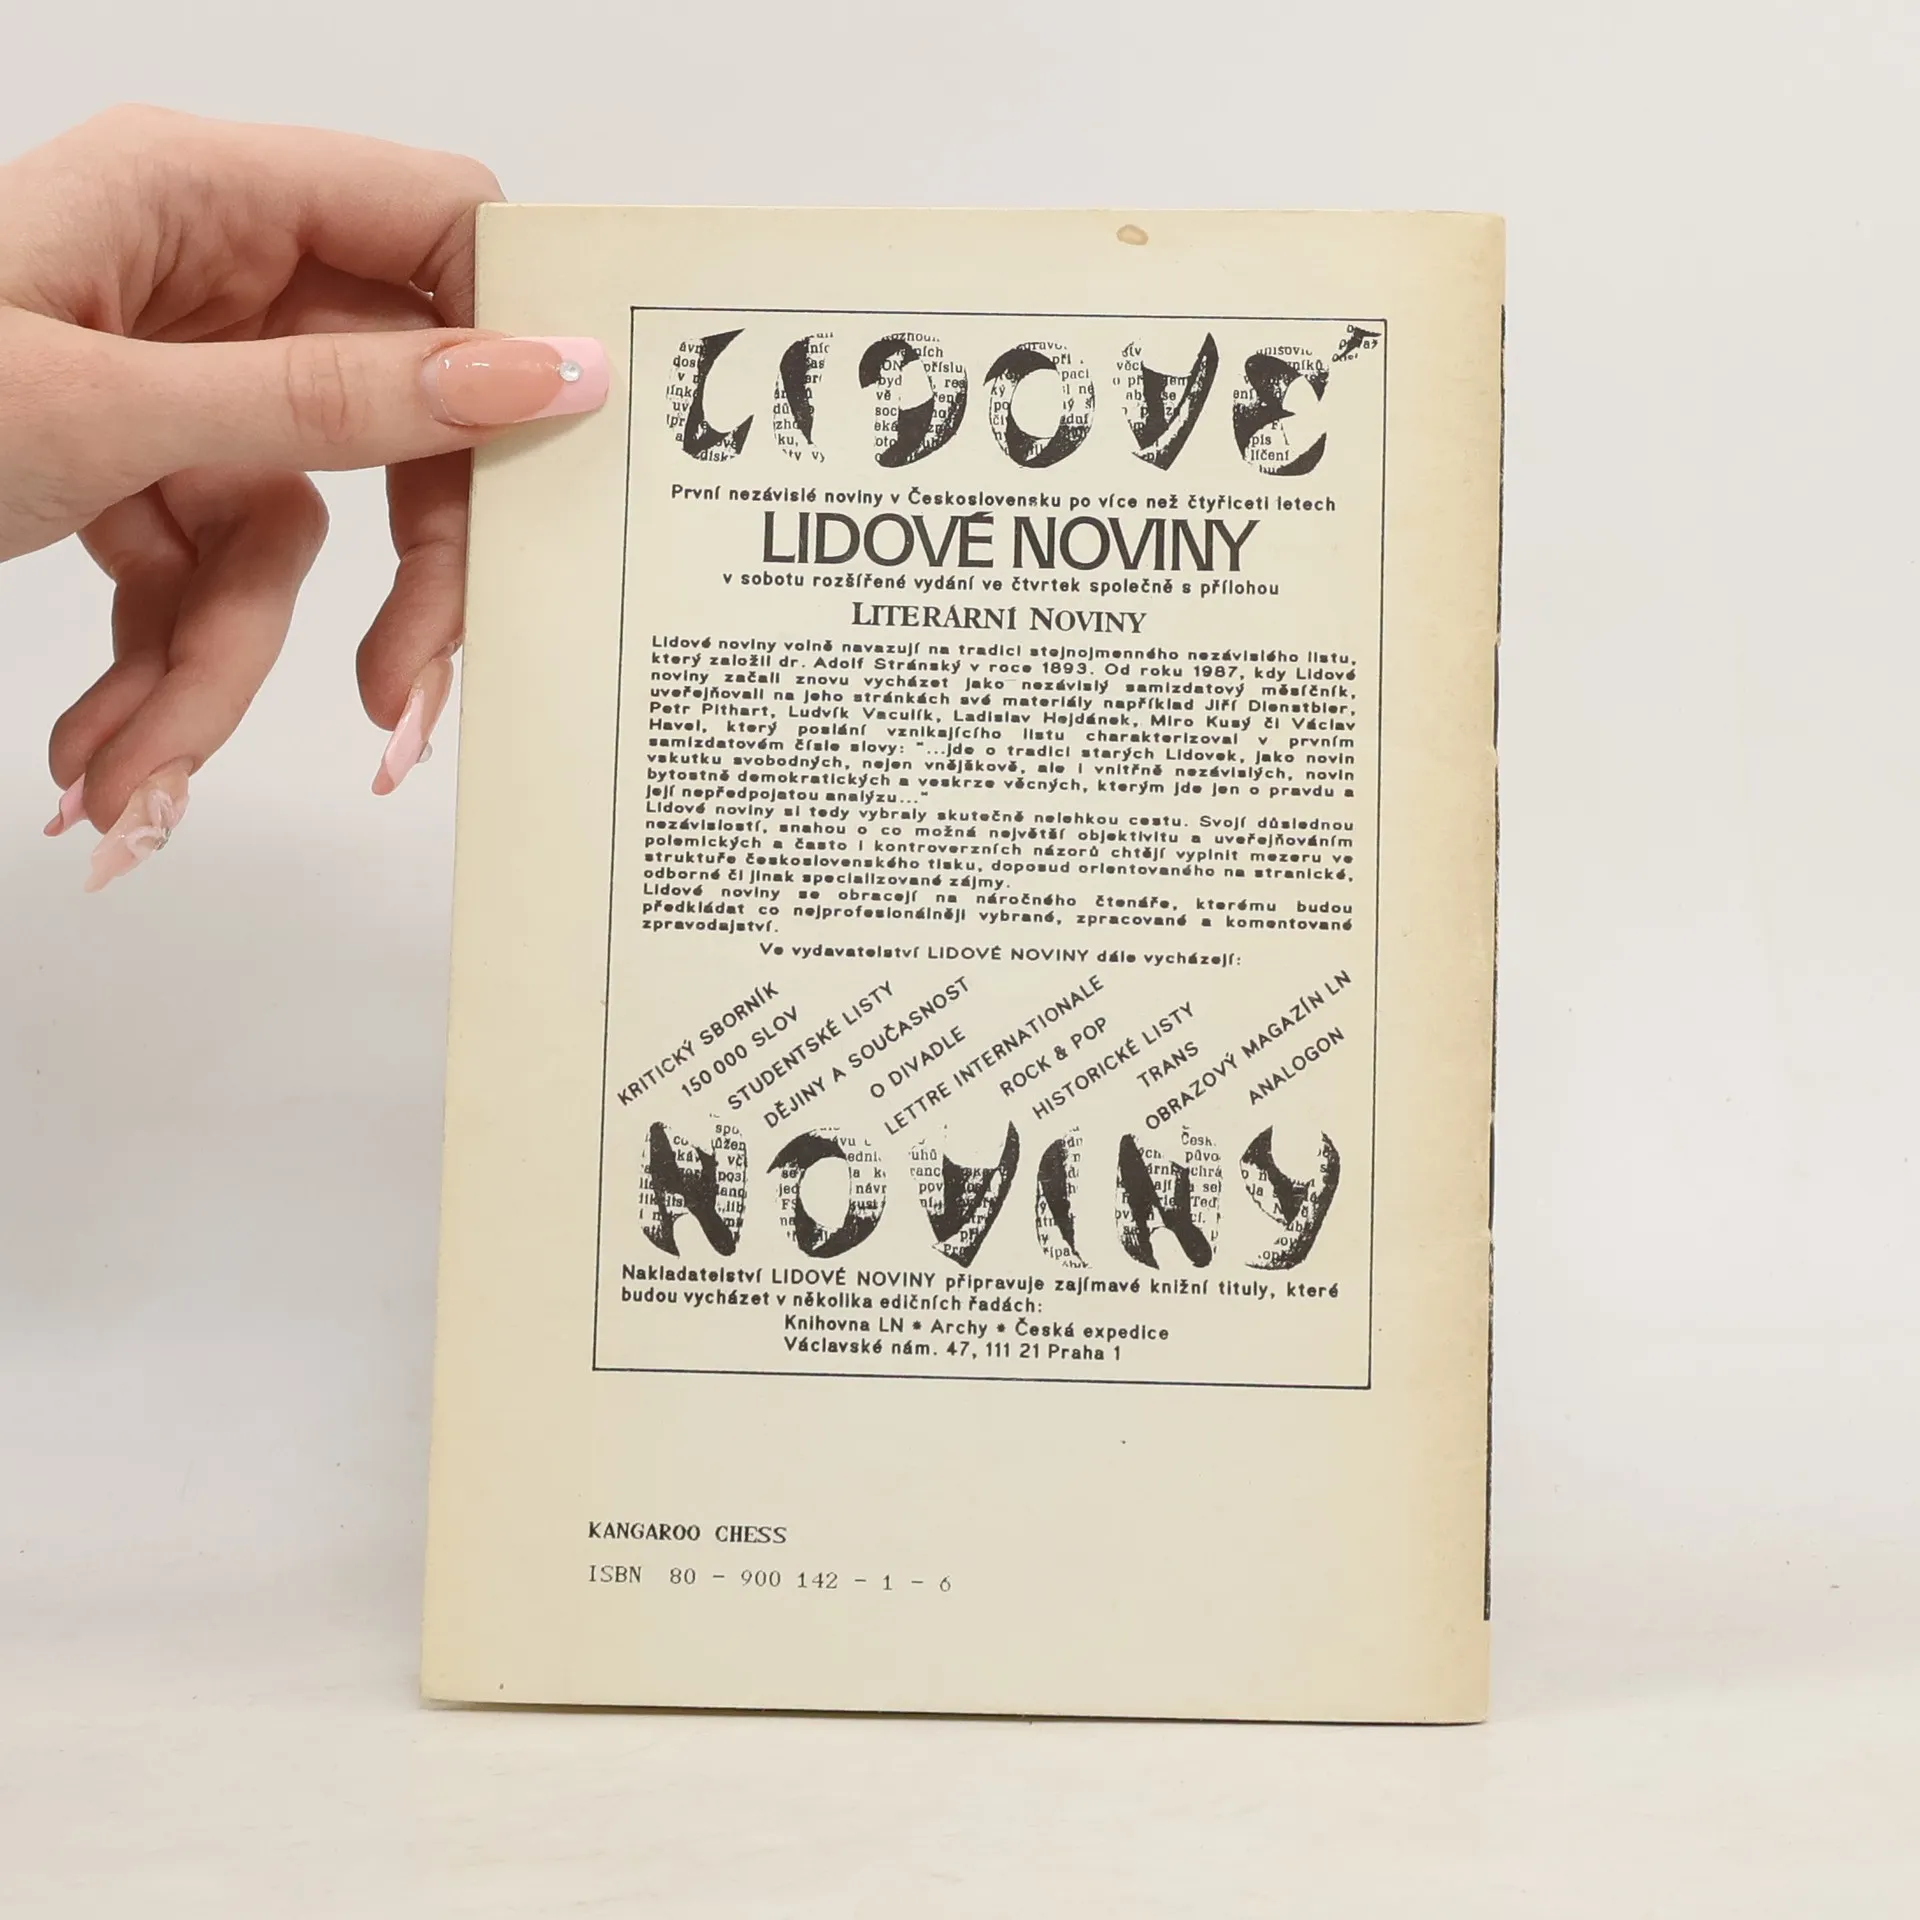 LIDOVÉ
První nezávislé noviny v Československu po více než čtyřiceti letech
LIDOVÉ NOVINY
v sobotu rozšířené vydání ve čtvrtek společně s přílohou
LITERÁRNÍ NOVINY
Lidové noviny volně navazují na tradici stejnojmenného nezávislého listu,
který založil dr. Adolf Stránský v roce 1893. Od roku 1987, kdy Lidové
noviny začali znovu vycházet jako nezávislý samizdatový měsíčník,
uveřejňovali na jeho stránkách své materiály například Jiří Dienstbier,
Petr Pithart, Ludvík Vaculík, Ladislav Hejdánek, Miro Kusý či Václav
Havel, který poslání vznikajícího listu charakterizoval v prvním
samizdatovém čísle slovy: "...jde o tradici starých Lidovek, jako novin
vskutku svobodných, nejen vnějškově, ale i vnitřně nezávislých, novin
bytostně demokratických a veskrze věcných, kterým jde jen o pravdu a
její nepředpojatou analýzu..."
Lidové noviny si tedy vybraly skutečně nelehkou cestu. Svojí důslednou
nezávislostí, snahou o co možná největší objektivitu a uveřejňováním
polemických a často i kontroverzních názorů chtějí vyplnit mezeru ve
struktuře československého tisku, doposud orientovaného na stranické,
odborné či jinak specializované zájmy.
Lidové noviny se obracejí na náročného čtenáře, kterému budou
předkládat co nejprofesionálněji vybrané, zpracované a komentované
zpravodajství.
Ve vydavatelství LIDOVÉ NOVINY dále vycházejí:
KRITICKÝ SBORNÍK
150 000 SLOV
STUDENTSKÉ LISTY
DĚJINY A SOUČASNOST
O DIVADLE
LETTRE INTERNATIONALE
ROCK & POP
HISTORICKÉ LISTY
TRANS
OBRAZOVÝ MAGAZÍN LN
ANALOGON
NOVINY
Nakladatelství LIDOVÉ NOVINY připravuje zajímavé knižní tituly, které
budou vycházet v několika edičních řadách:
Knihovna LN * Archy * Česká expedice
Václavské nám. 47, 111 21 Praha 1
KANGAROO CHESS
ISBN 80 - 900 142 - 1 - 6